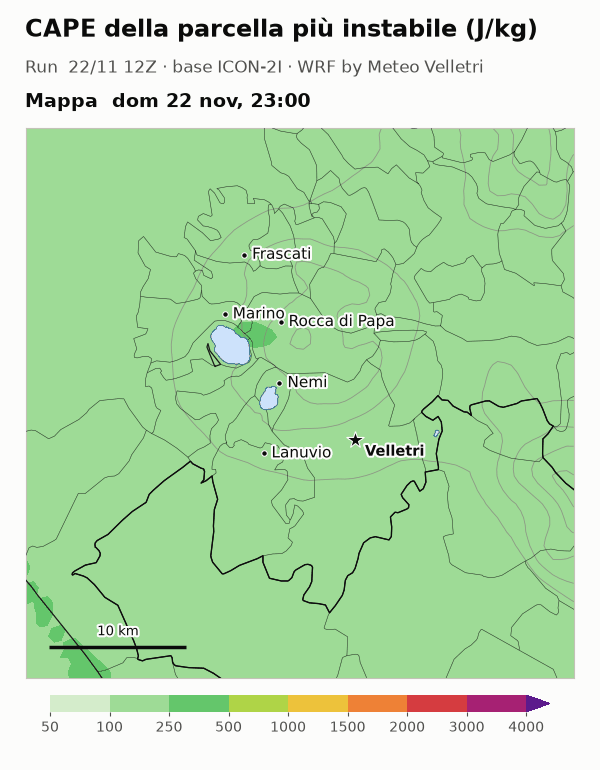 CAPE della parcella più instabile (J/kg)
Run  22/11 12Z · base ICON-2I · WRF by Meteo Velletri
Mappa  dom 22 nov, 23:00
Frascati
Marino
Rocca di Papa
Nemi
Velletri
Lanuvio
10 km
50 100 250 500 1000 1500 2000 3000 4000